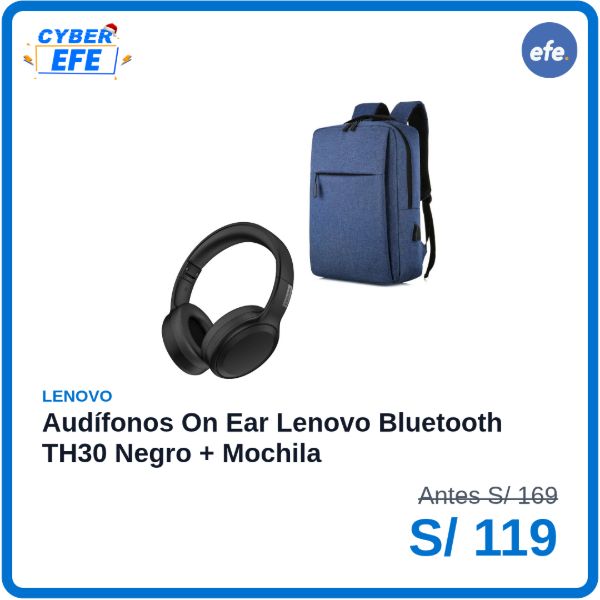 CYBER
EFE
efe.
LENOVO
Audífonos On Ear Lenovo Bluetooth
TH30 Negro + Mochila
Antes S/ 169
S/ 119